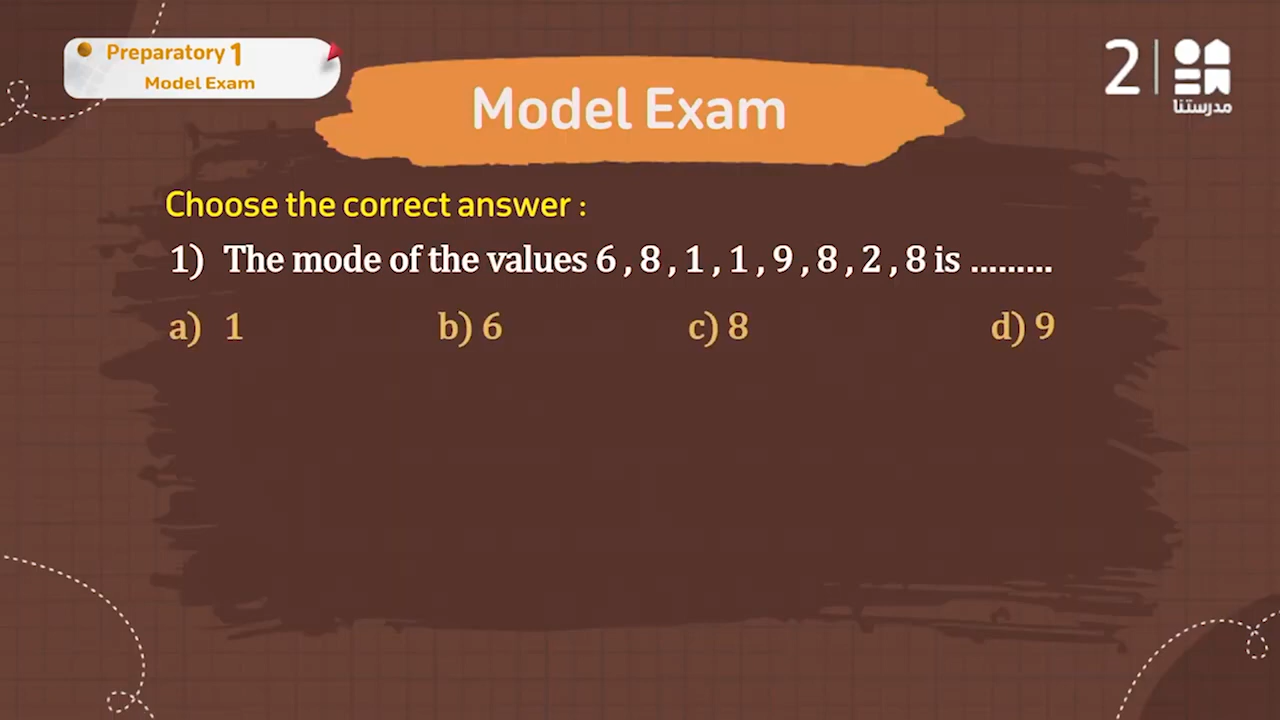 Preparatory 1
Model Exam
2
مدرستنا
Model Exam
Choose the correct answer :
1) The mode of the values 6 , 8 , 1 , 1 , 9 , 8 , 2 , 8 is .........
a) 1 b) 6 c) 8 d) 9